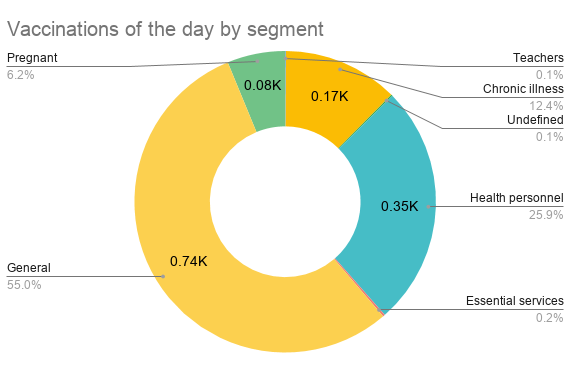 Vaccinations of the day by segment
Pregnant
6.2%
Teachers
0.1%
Chronic illness
12.4%
Undefined
0.1%
Health personnel
25.9%
Essential services
0.2%
General
55.0%
0.08K
0.17K
0.35K
0.74K